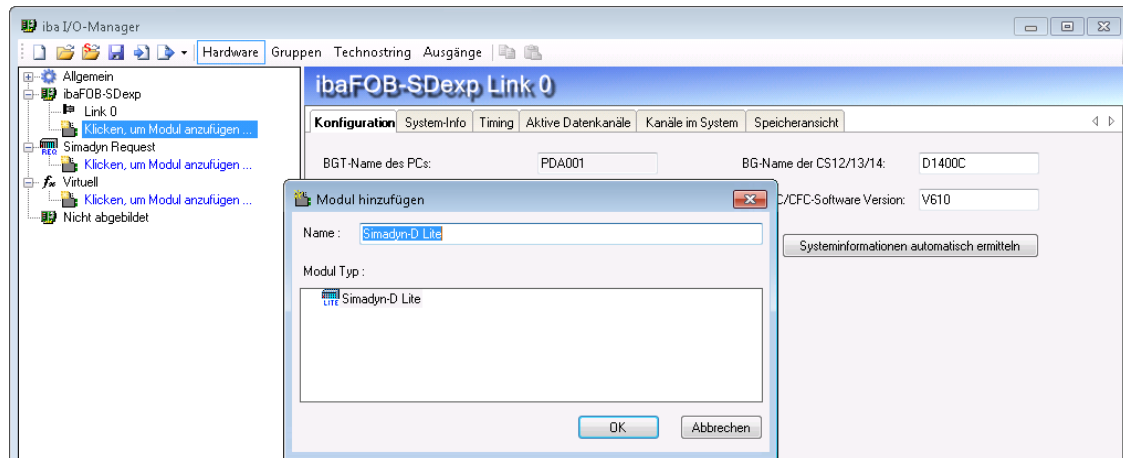 iba I/O-Manager
Hardware Gruppen Technostring Ausgänge
Allgemein
ibaFOB-SDexp
Link 0
Klicken, um Modul anzufügen ...
Simadyn Request
Klicken, um Modul anzufügen ...
Virtuell
Klicken, um Modul anzufügen ...
Nicht abgebildet
ibaFOB-SDexp Link 0
Konfiguration System-Info Timing Aktive Datenkanäle Kanäle im System Speicheransicht
BGT-Name des PCs: PDA001 BG-Name der CS12/13/14: D1400C
C/CFC-Software Version: V610
Systeminformationen automatisch ermitteln
Modul hinzufügen
Name : Simadyn-D Lite
Modul Typ :
LITE Simadyn-D Lite
OK Abbrechen